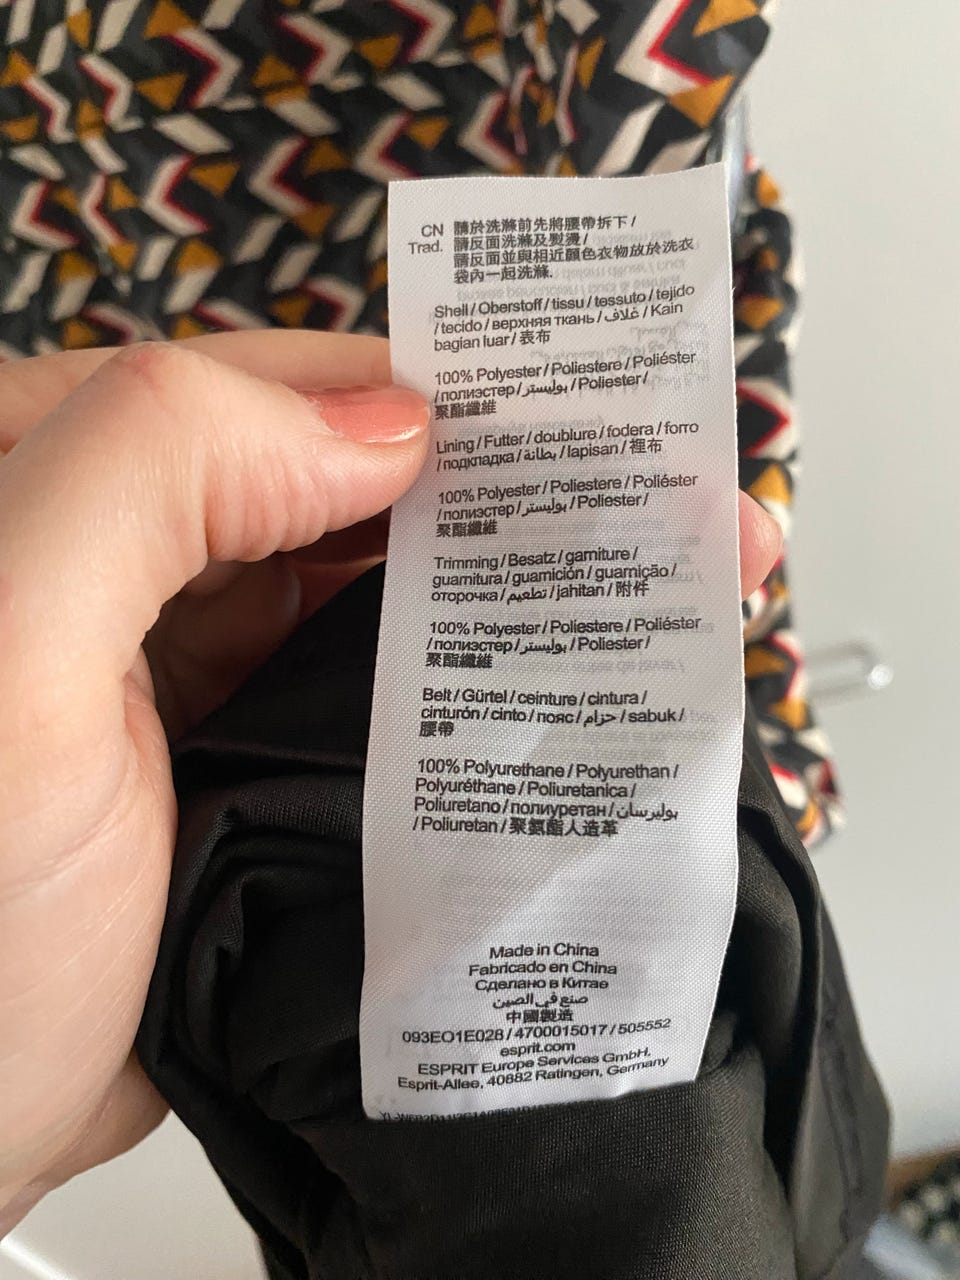 CN 請於洗滌前先將腰帶拆下/
Trad. 請反面洗滌及熨燙/
請反面並與相近顏色衣物放於洗衣
袋內一起洗滌.
Shell / Oberstoff / tissu / tessuto / tejido
/ tecido / верхняя ткань / غلاف / Kain
bagian luar / 表布
100% Polyester / Poliestere / Poliéster
/ полиэстер / بوليستر / Poliester /
聚酯纖維
Lining / Futter / doublure / fodera / forro
/ подкладка / بطانة / lapisan / 裡布
100% Polyester / Poliestere / Poliéster
/ полиэстер / بوليستر / Poliester /
聚酯纖維
Trimming / Besatz / garniture /
guarnitura / guarnición / guarnição /
оторочка / تطعيم / jahitan / 附件
100% Polyester / Poliestere / Poliéster
/ полиэстер / بوليستر / Poliester /
聚酯纖維
Belt / Gürtel / ceinture / cintura /
cinturón / cinto / пояс / حزام / sabuk /
腰帶
100% Polyurethane / Polyurethan /
Polyuréthane / Poliuretanica /
Poliuretano / полиуретан / بوليرسان
/ Poliuretan / 聚氨酯人造革
Made in China
Fabricado en China
Сделано в Китае
صنع في الصين
中國製造
093EO1E028 / 4700015017 / 505552
esprit.com
ESPRIT Europe Services GmbH,
Esprit-Allee, 40882 Ratingen, Germany